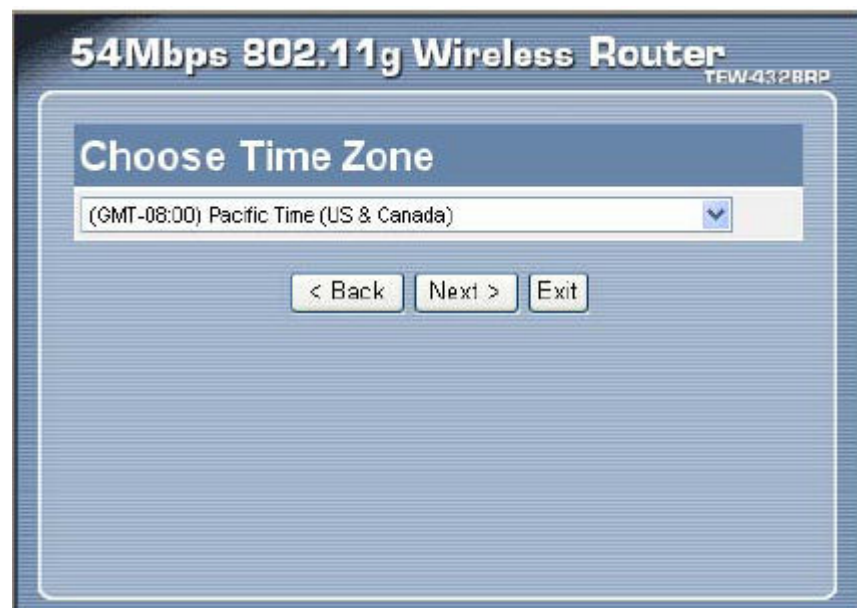 54Mbps 802.11g Wireless Router
TEW-432BRP
Choose Time Zone
(GMT-08:00) Pacific Time (US & Canada)
< Back Next > Exit